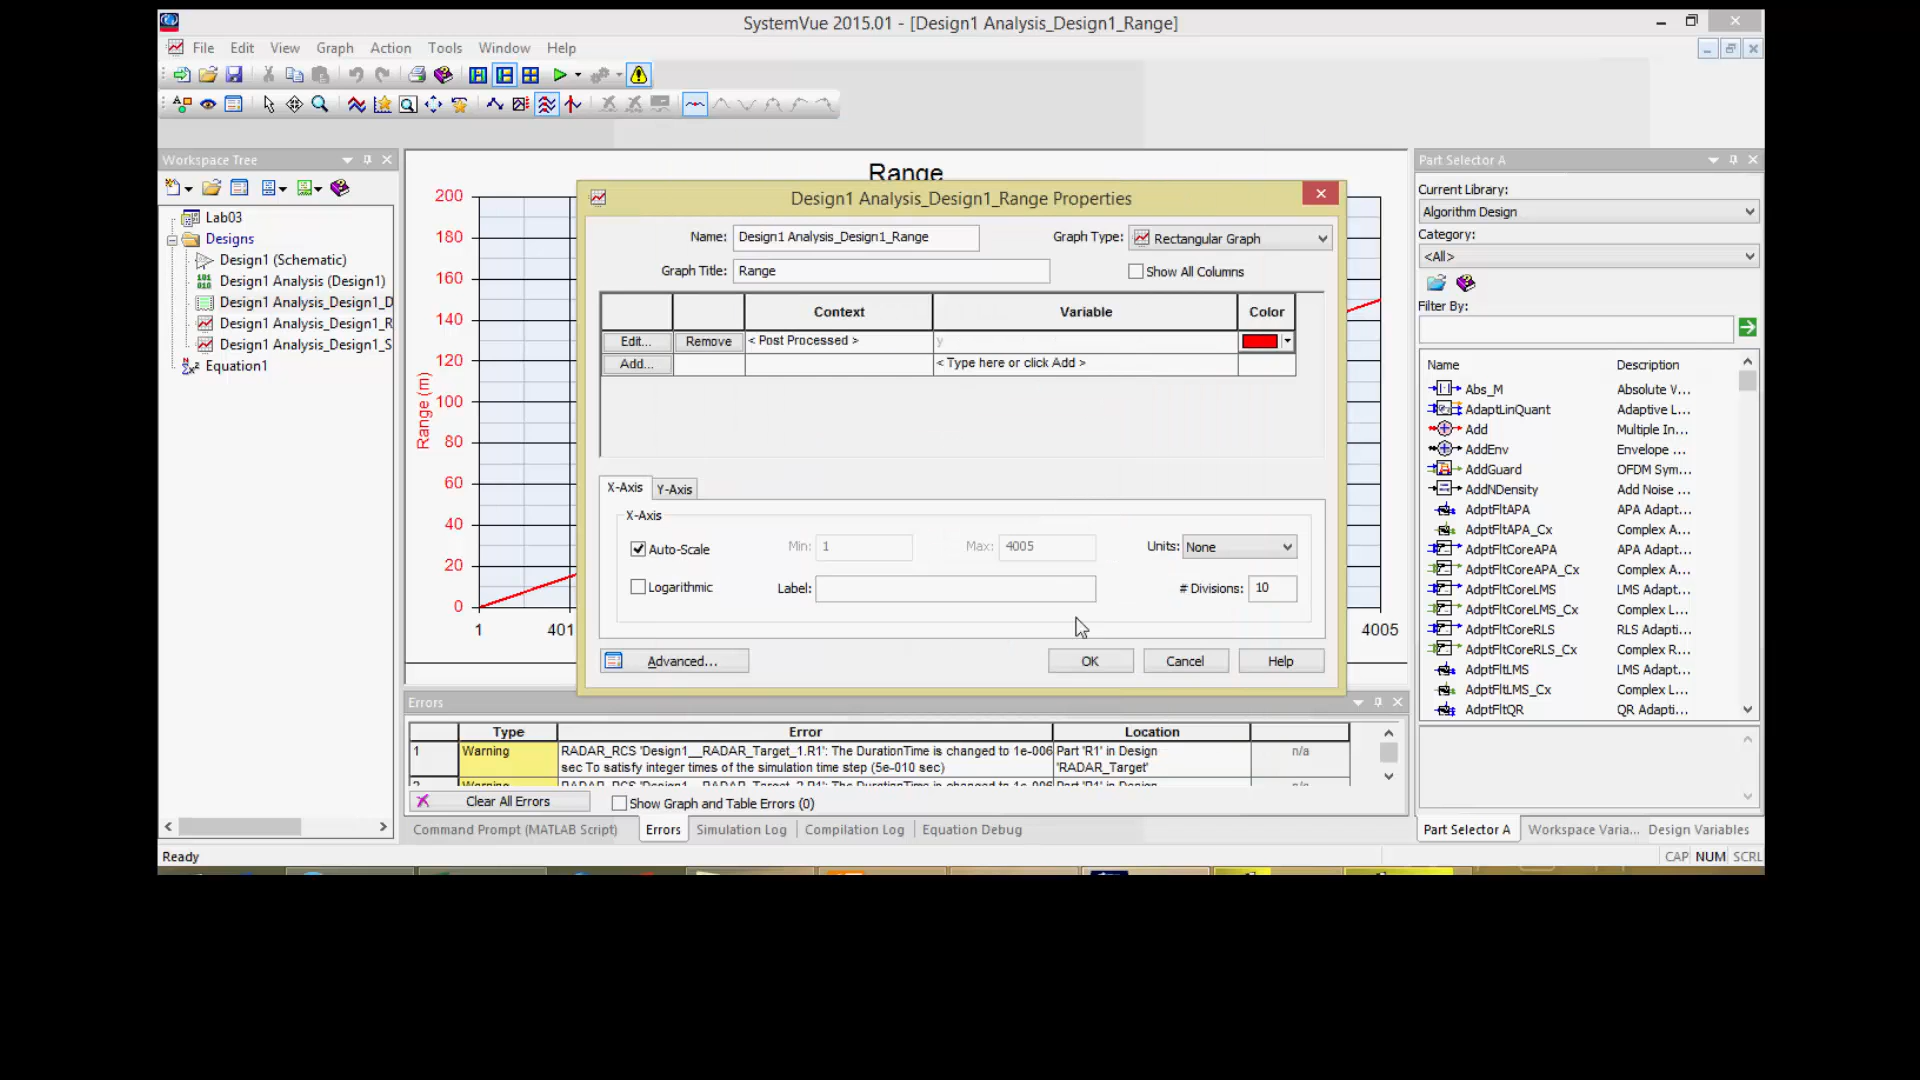 SystemVue 2015.01 - [Design1 Analysis_Design1_Range]
File Edit View Graph Action Tools Window Help
Workspace Tree
Lab03
Designs
Design1 (Schematic)
Design1 Analysis (Design1)
Design1 Analysis_Design1_D
Design1 Analysis_Design1_R
Design1 Analysis_Design1_S
Equation1
Range
200
180
160
140
120
100
80
60
40
20
0
Range (m)
1 401 4005
Design1 Analysis_Design1_Range Properties
Name: Design1 Analysis_Design1_Range Graph Type: Rectangular Graph
Graph Title: Range Show All Columns
Context Variable Color
Edit... Remove < Post Processed > y
Add... < Type here or click Add >
X-Axis Y-Axis
X-Axis
Auto-Scale Min: 1 Max: 4005 Units: None
Logarithmic Label: # Divisions: 10
Advanced... OK Cancel Help
Errors
Type Error Location
1 Warning RADAR_RCS 'Design1__RADAR_Target_1.R1': The DurationTime is changed to 1e-006 Part 'R1' in Design n/a
sec To satisfy integer times of the simulation time step (5e-010 sec) 'RADAR_Target'
Clear All Errors Show Graph and Table Errors (0)
Command Prompt (MATLAB Script) Errors Simulation Log Compilation Log Equation Debug
Part Selector A
Current Library:
Algorithm Design
Category:
<All>
Filter By:
Name Description
Abs_M Absolute V...
AdaptLinQuant Adaptive L...
Add Multiple In...
AddEnv Envelope ...
AddGuard OFDM Sym...
AddNDensity Add Noise ...
AdptFltAPA APA Adapt...
AdptFltAPA_Cx Complex A...
AdptFltCoreAPA APA Adapt...
AdptFltCoreAPA_Cx Complex A...
AdptFltCoreLMS LMS Adapt...
AdptFltCoreLMS_Cx Complex L...
AdptFltCoreRLS RLS Adapti...
AdptFltCoreRLS_Cx Complex R...
AdptFltLMS LMS Adapt...
AdptFltLMS_Cx Complex L...
AdptFltQR QR Adapti...
Part Selector A Workspace Varia... Design Variables
Ready CAP NUM SCRL